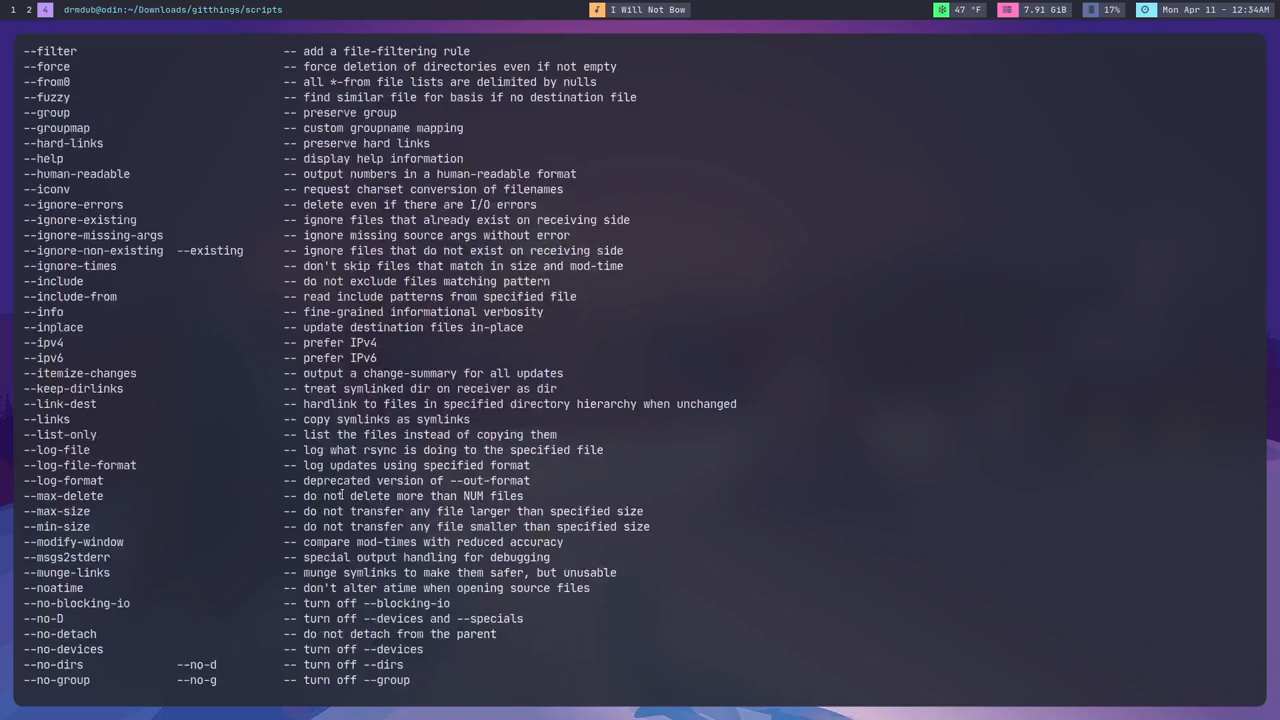 1 2 4 drmdub@odin:~/Downloads/gitthings/scripts I Will Not Bow 47 °F 7.91 GiB 17% Mon Apr 11 - 12:34AM
--filter -- add a file-filtering rule
--force -- force deletion of directories even if not empty
--from0 -- all *-from file lists are delimited by nulls
--fuzzy -- find similar file for basis if no destination file
--group -- preserve group
--groupmap -- custom groupname mapping
--hard-links -- preserve hard links
--help -- display help information
--human-readable -- output numbers in a human-readable format
--iconv -- request charset conversion of filenames
--ignore-errors -- delete even if there are I/O errors
--ignore-existing -- ignore files that already exist on receiving side
--ignore-missing-args -- ignore missing source args without error
--ignore-non-existing --existing -- ignore files that do not exist on receiving side
--ignore-times -- don't skip files that match in size and mod-time
--include -- do not exclude files matching pattern
--include-from -- read include patterns from specified file
--info -- fine-grained informational verbosity
--inplace -- update destination files in-place
--ipv4 -- prefer IPv4
--ipv6 -- prefer IPv6
--itemize-changes -- output a change-summary for all updates
--keep-dirlinks -- treat symlinked dir on receiver as dir
--link-dest -- hardlink to files in specified directory hierarchy when unchanged
--links -- copy symlinks as symlinks
--list-only -- list the files instead of copying them
--log-file -- log what rsync is doing to the specified file
--log-file-format -- log updates using specified format
--log-format -- deprecated version of --out-format
--max-delete -- do not delete more than NUM files
--max-size -- do not transfer any file larger than specified size
--min-size -- do not transfer any file smaller than specified size
--modify-window -- compare mod-times with reduced accuracy
--msgs2stderr -- special output handling for debugging
--munge-links -- munge symlinks to make them safer, but unusable
--noatime -- don't alter atime when opening source files
--no-blocking-io -- turn off --blocking-io
--no-D -- turn off --devices and --specials
--no-detach -- do not detach from the parent
--no-devices -- turn off --devices
--no-dirs --no-d -- turn off --dirs
--no-group --no-g -- turn off --group